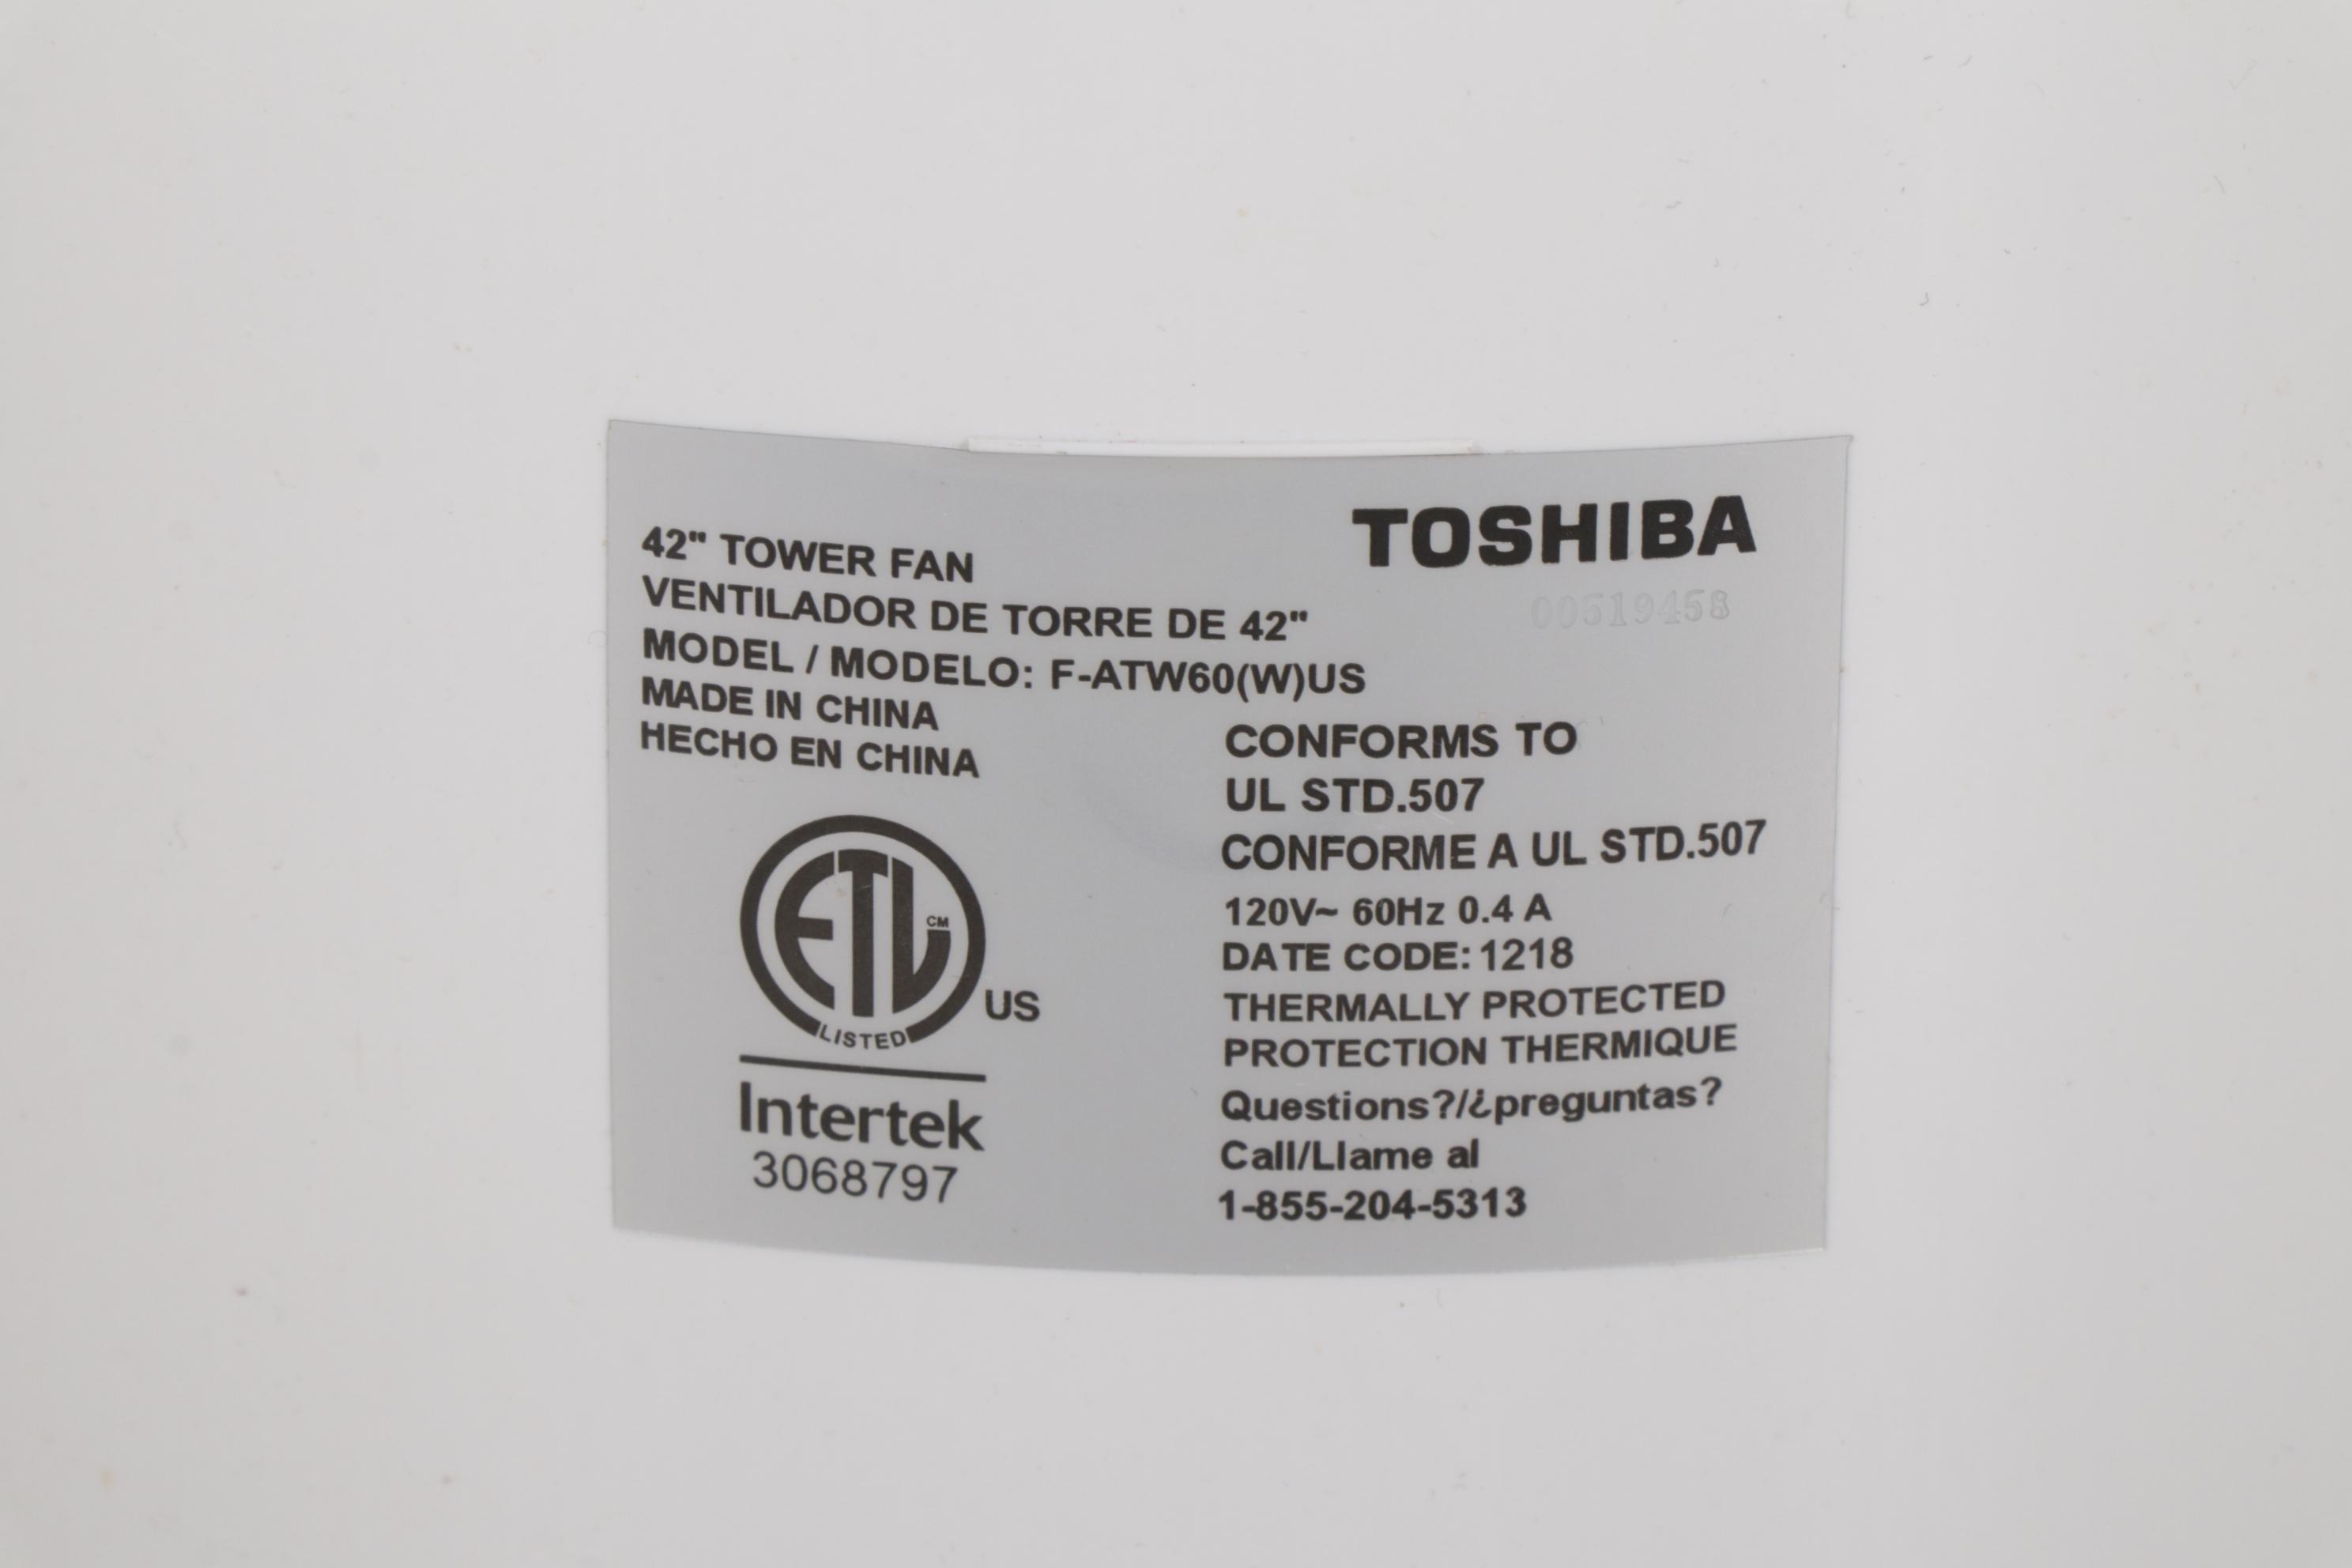 TOSHIBA
00519458
42" TOWER FAN
VENTILADOR DE TORRE DE 42"
MODEL / MODELO: F-ATW60(W)US
MADE IN CHINA
HECHO EN CHINA
ETL CM
LISTED
US
Intertek
3068797
CONFORMS TO
UL STD.507
CONFORME A UL STD.507
120V~ 60Hz 0.4 A
DATE CODE: 1218
THERMALLY PROTECTED
PROTECTION THERMIQUE
Questions?/¿preguntas?
Call/Llame al
1-855-204-5313